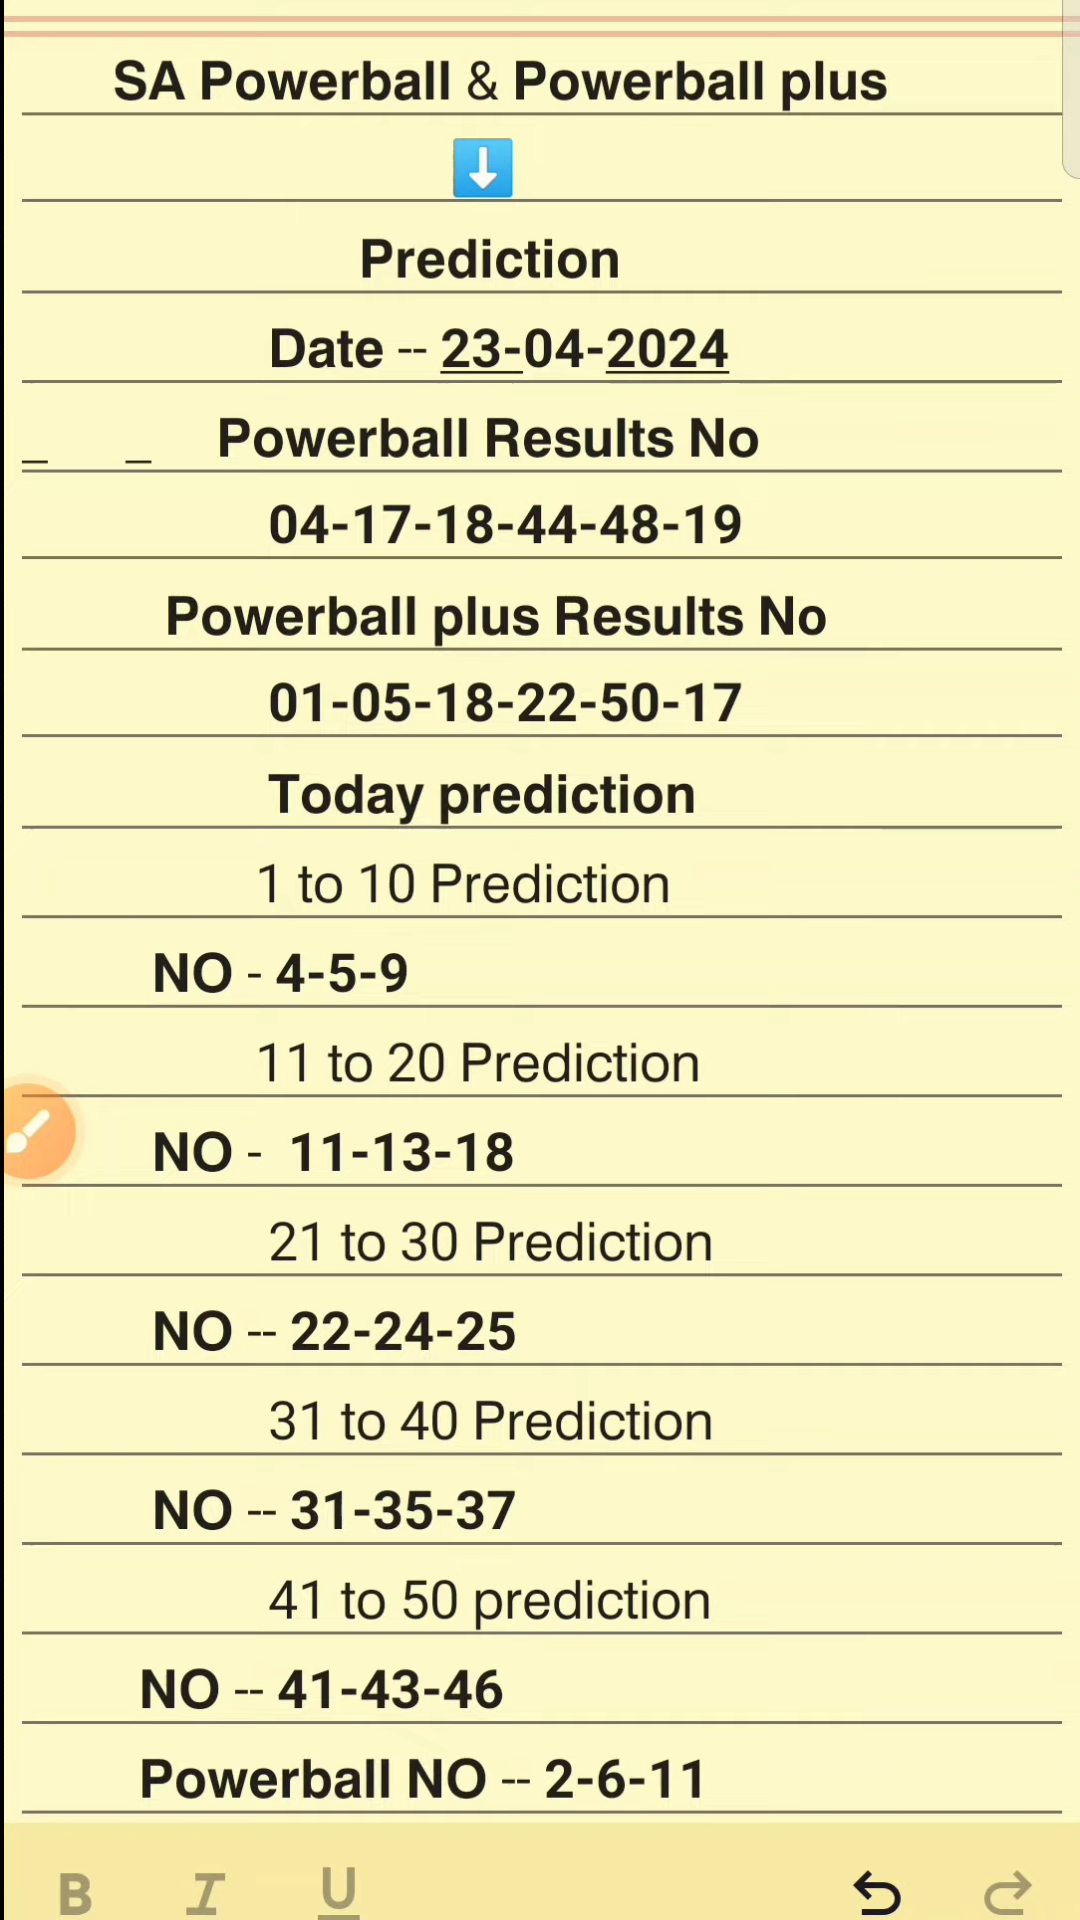 SA Powerball & Powerball plus
⬇️
Prediction
Date -- 23-04-2024
_ _ Powerball Results No
04-17-18-44-48-19
Powerball plus Results No
01-05-18-22-50-17
Today prediction
1 to 10 Prediction
NO - 4-5-9
11 to 20 Prediction
NO - 11-13-18
21 to 30 Prediction
NO -- 22-24-25
31 to 40 Prediction
NO -- 31-35-37
41 to 50 prediction
NO -- 41-43-46
Powerball NO -- 2-6-11
B I U